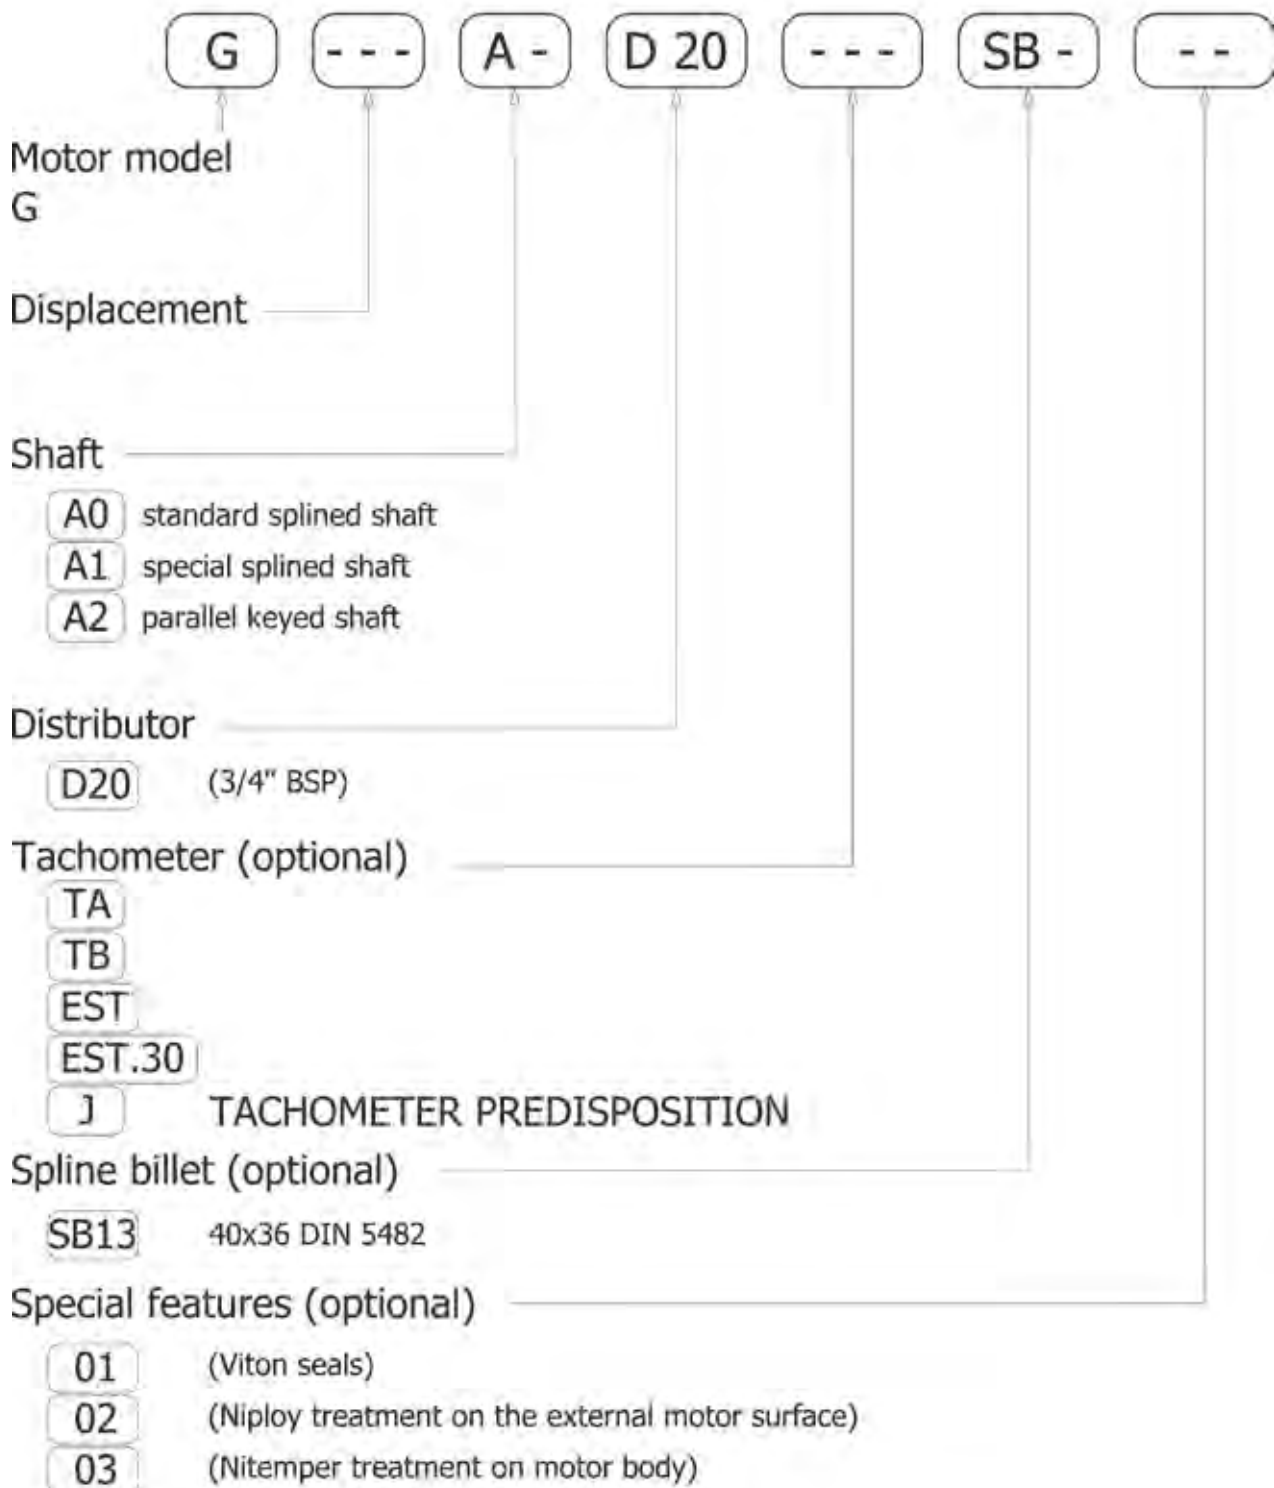 G - - - A - D 20 - - - SB - - -
Motor model
G
Displacement
Shaft
A0 standard splined shaft
A1 special splined shaft
A2 parallel keyed shaft
Distributor
D20 (3/4" BSP)
Tachometer (optional)
TA
TB
EST
EST.30
J TACHOMETER PREDISPOSITION
Spline billet (optional)
SB13 40x36 DIN 5482
Special features (optional)
01 (Viton seals)
02 (Niploy treatment on the external motor surface)
03 (Nitemper treatment on motor body)